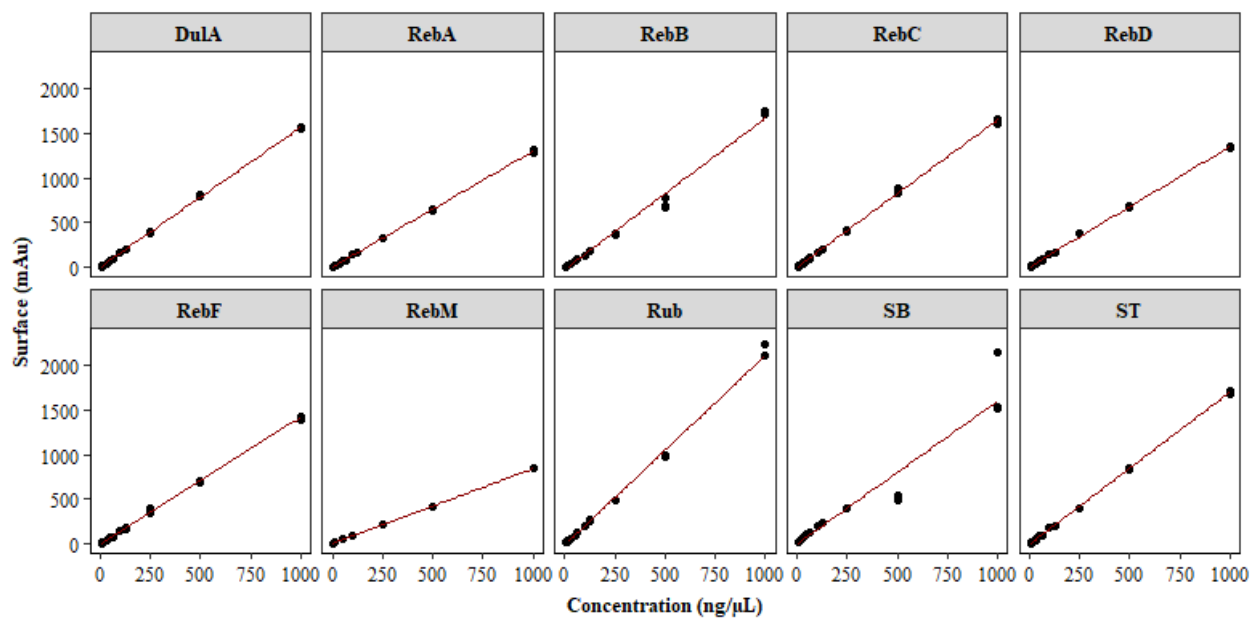 DulA RebA RebB RebC RebD
2000
1500
1000
500
0
Surface (mAu)
RebF RebM Rub SB ST
2000
1500
1000
500
0
0 250 500 750 1000 0 250 500 750 1000 0 250 500 750 1000 0 250 500 750 1000 0 250 500 750 1000
Concentration (ng/μL)